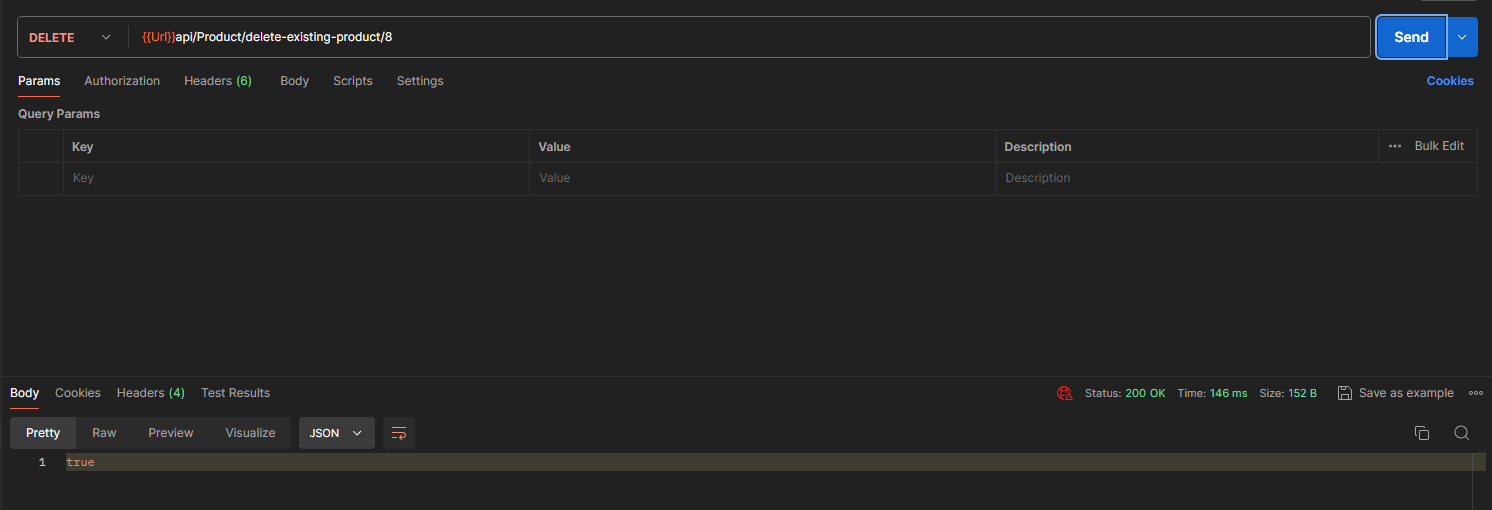 DELETE {{Url}}api/Product/delete-existing-product/8 Send
Params Authorization Headers (6) Body Scripts Settings Cookies
Query Params
Key Value Description ••• Bulk Edit
Key Value Description
Body Cookies Headers (4) Test Results Status: 200 OK Time: 146 ms Size: 152 B Save as example
Pretty Raw Preview Visualize JSON
1 true